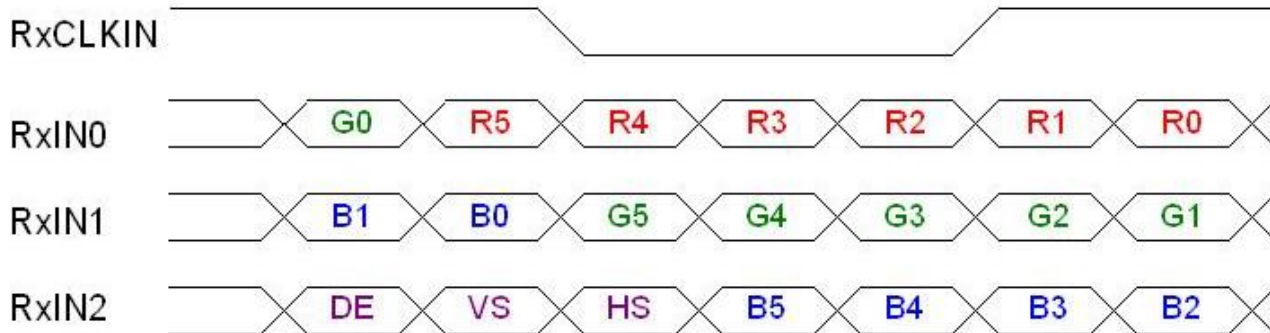 RxCLKIN
RxIN0 G0 R5 R4 R3 R2 R1 R0
RxIN1 B1 B0 G5 G4 G3 G2 G1
RxIN2 DE VS HS B5 B4 B3 B2